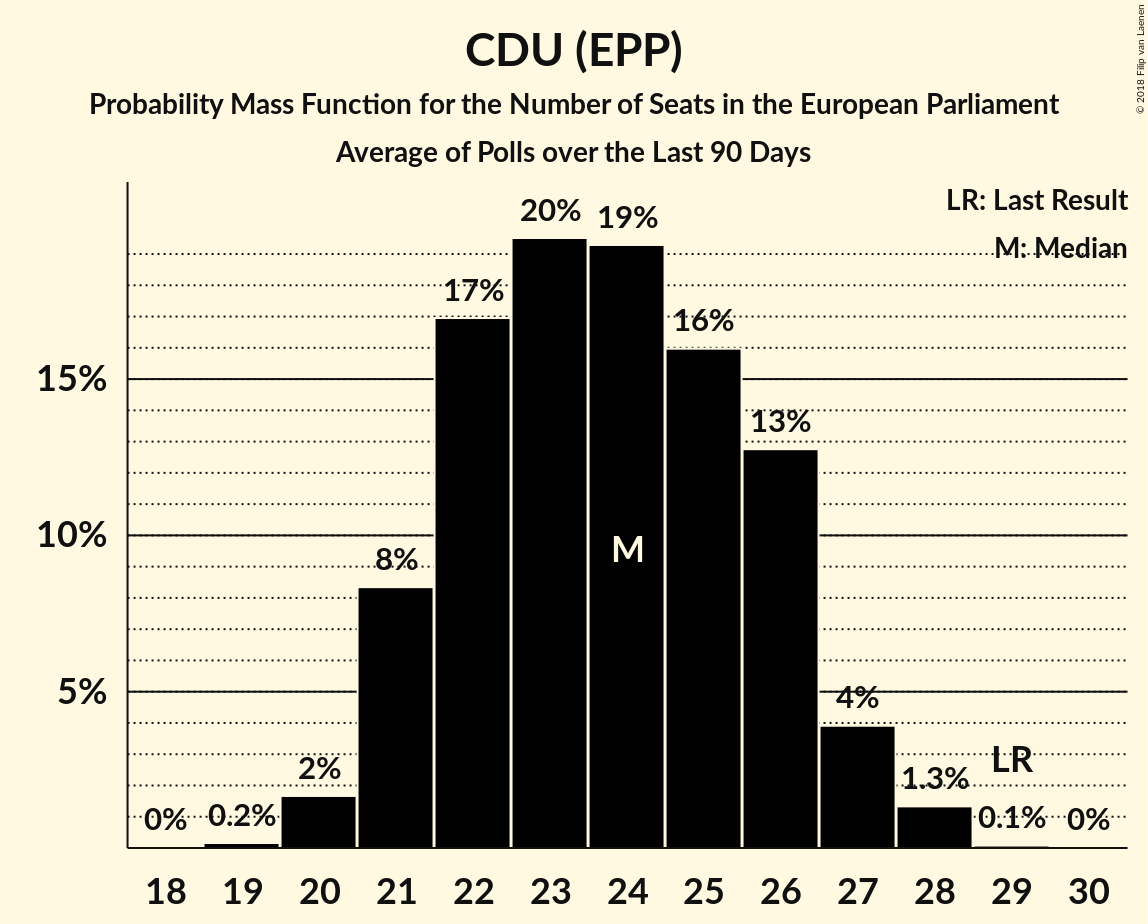 CDU (EPP)
Probability Mass Function for the Number of Seats in the European Parliament
Average of Polls over the Last 90 Days
© 2018 Filip van Laenen
LR: Last Result
M: Median
20%
19%
17%
16%
15%
13%
10%
8%
M
5%
4%
LR
2%
1.3%
0%
0.2%
0.1%
0%
18 19 20 21 22 23 24 25 26 27 28 29 30